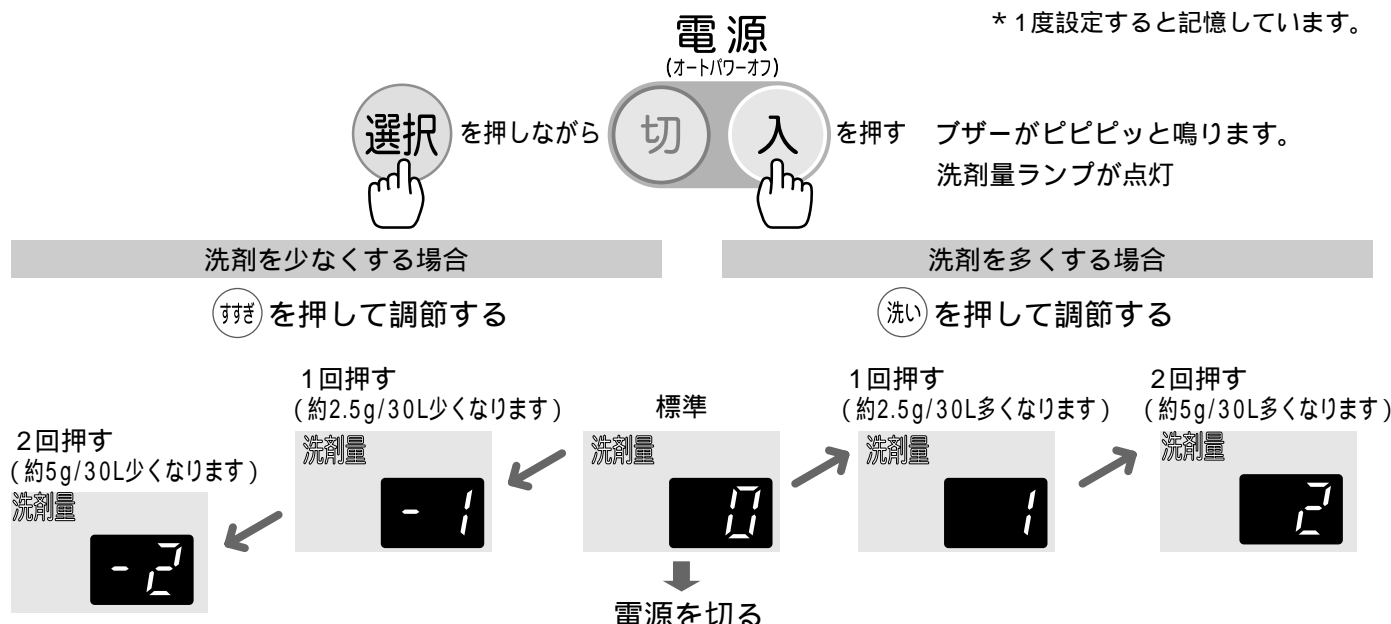 ＊1度設定すると記憶しています。
電源
(オートパワーオフ)
選択 を押しながら 切 入 を押す ブザーがピピピッと鳴ります。
洗剤量ランプが点灯
洗剤を少なくする場合
すすぎ を押して調節する
洗剤を多くする場合
洗い を押して調節する
2回押す
(約5g/30L少くなります)
洗剤量
-2
1回押す
(約2.5g/30L少くなります)
洗剤量
-1
標準
洗剤量
0
電源を切る
1回押す
(約2.5g/30L多くなります)
洗剤量
1
2回押す
(約5g/30L多くなります)
洗剤量
2